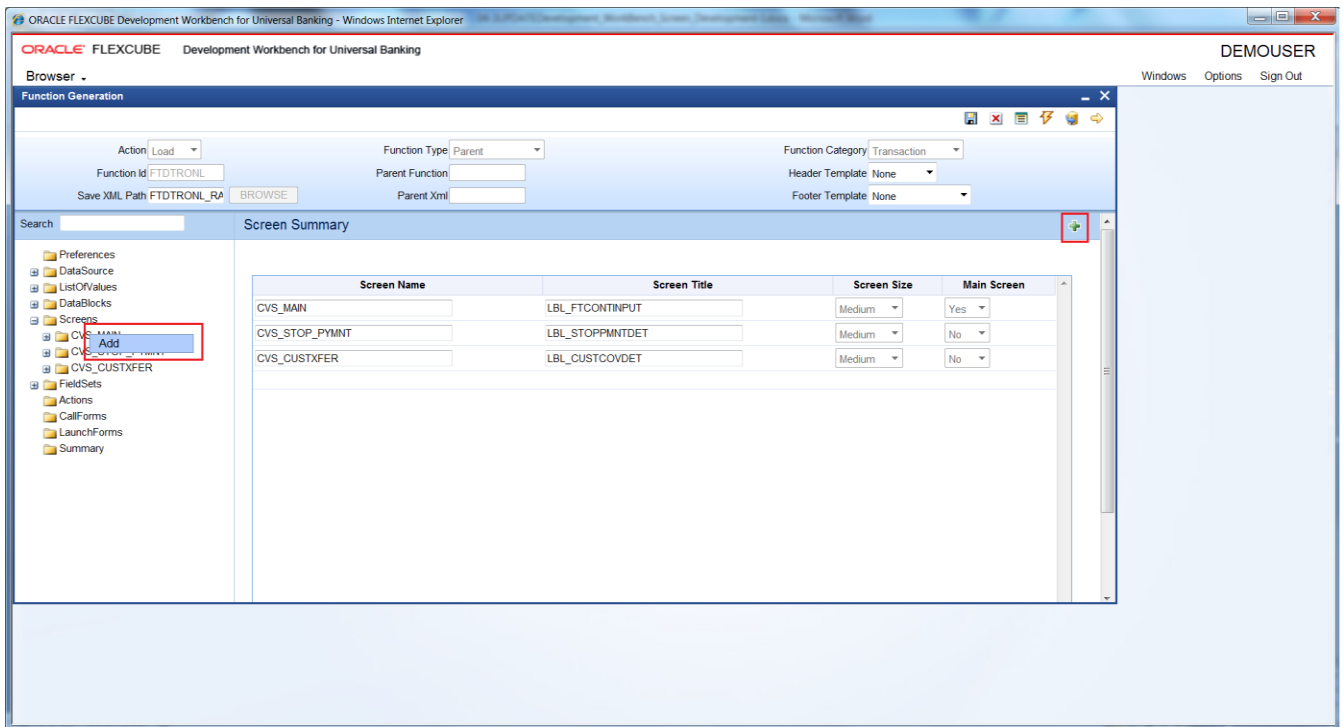 ORACLE FLEXCUBE Development Workbench for Universal Banking - Windows Internet Explorer
ORACLE FLEXCUBE Development Workbench for Universal Banking DEMOUSER
Browser Windows Options Sign Out
Function Generation
Action Load Function Type Parent Function Category Transaction
Function Id FTDTRONL Parent Function Header Template None
Save XML Path FTDTRONL_RA BROWSE Parent Xml Footer Template None
Search Screen Summary
Preferences
DataSource
ListOfValues
DataBlocks
Screens
CVS_MAIN
Add
CVS_STOP_PYMNT
CVS_CUSTXFER
FieldSets
Actions
CallForms
LaunchForms
Summary
Screen Name Screen Title Screen Size Main Screen
CVS_MAIN LBL_FTCONTINPUT Medium Yes
CVS_STOP_PYMNT LBL_STOPPMNTDET Medium No
CVS_CUSTXFER LBL_CUSTCOVDET Medium No